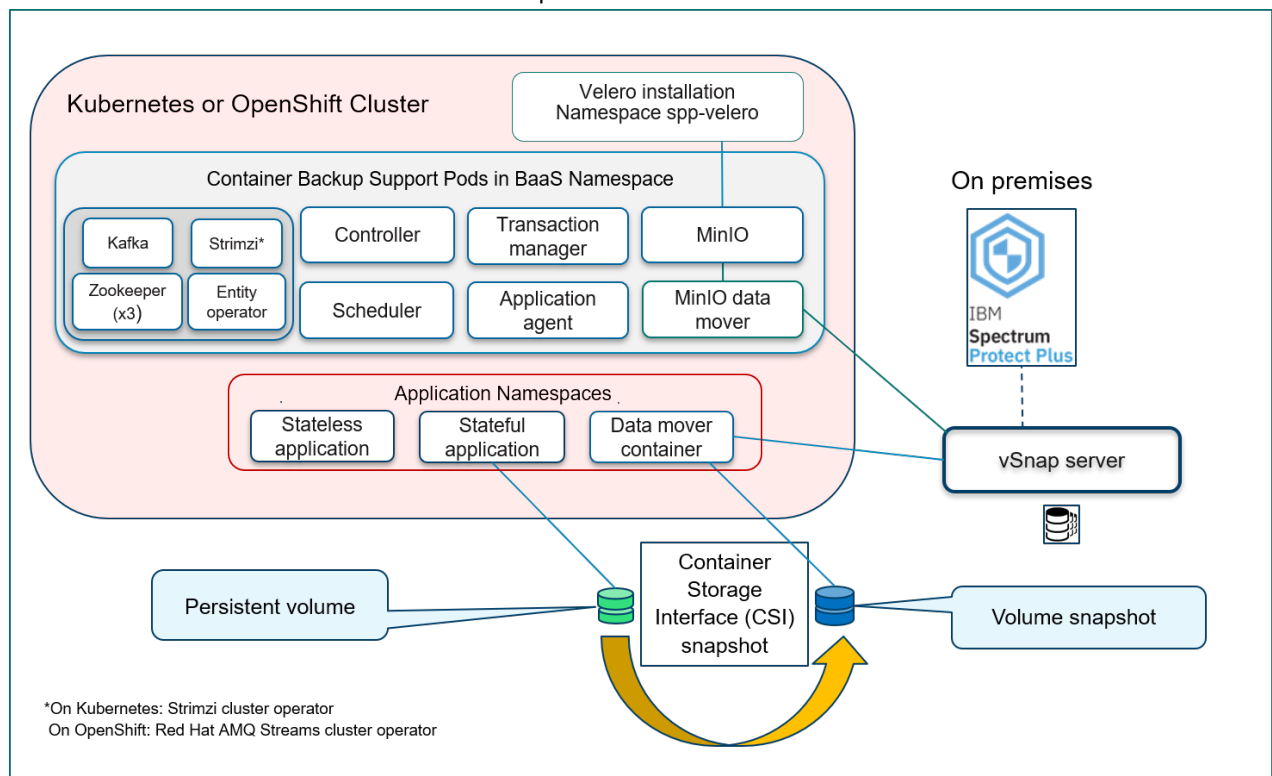 Kubernetes or OpenShift Cluster
Velero installation
Namespace spp-velero
Container Backup Support Pods in BaaS Namespace
Kafka
Strimzi*
Zookeeper
(x3)
Entity
operator
Controller
Transaction
manager
MinIO
Scheduler
Application
agent
MinIO data
mover
Application Namespaces
Stateless
application
Stateful
application
Data mover
container
On premises
IBM
Spectrum
Protect Plus
vSnap server
Persistent volume
Container
Storage
Interface (CSI)
snapshot
Volume snapshot
*On Kubernetes: Strimzi cluster operator
On OpenShift: Red Hat AMQ Streams cluster operator